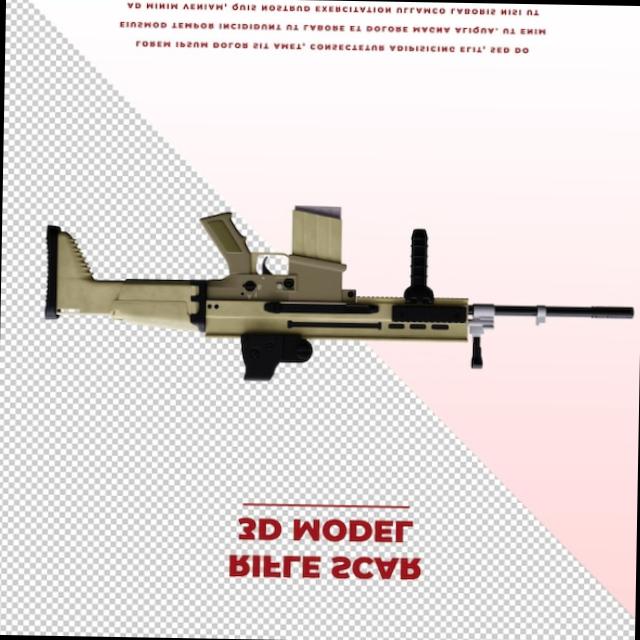 RIFLE SCAR
3D MODEL
LOREM IPSUM DOLOR SIT AMET, CONSECTETUR ADIPISICING ELIT, SED DO
EIUSMOD TEMPOR INCIDIDUNT UT LABORE ET DOLORE MAGNA ALIQUA. UT ENIM
AD MINIM VENIAM, QUIS NOSTRUD EXERCITATION ULLAMCO LABORIS NISI UT